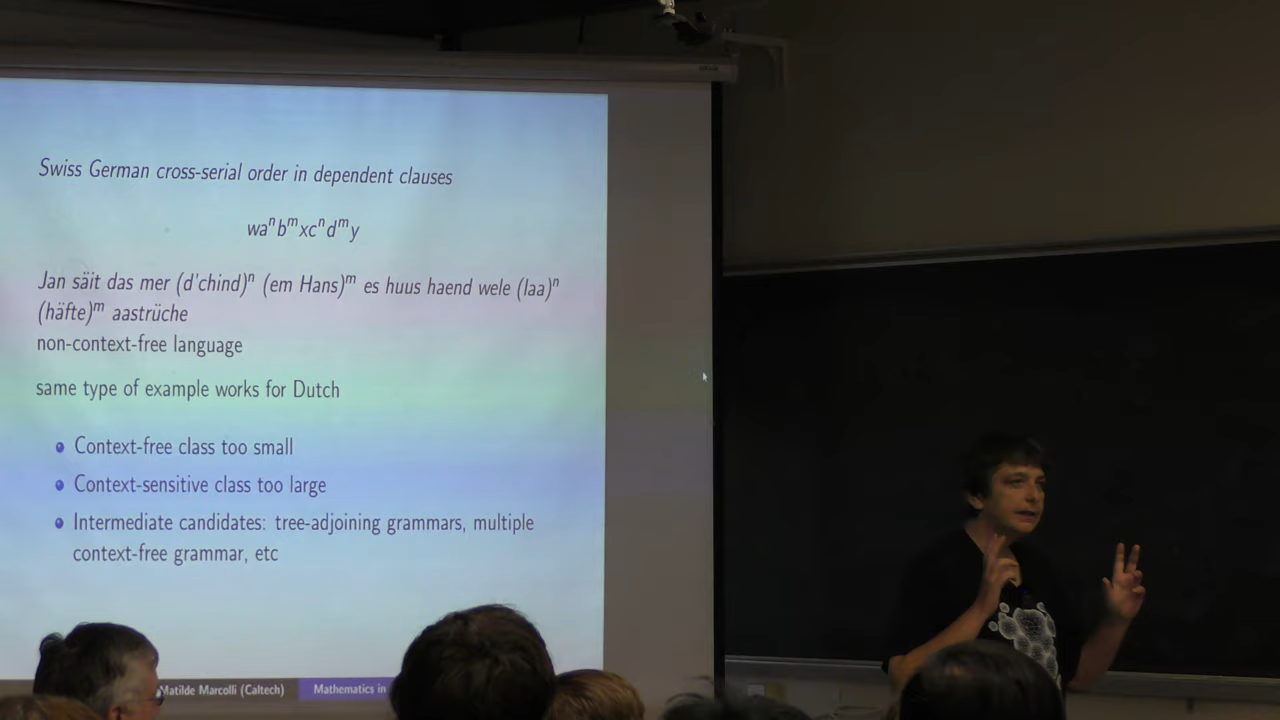 Swiss German cross-serial order in dependent clauses
waⁿbᵐxcⁿdᵐy
Jan säit das mer (d'chind)ⁿ (em Hans)ᵐ es huus haend wele (laa)ⁿ
(häfte)ᵐ aastrüche
non-context-free language
same type of example works for Dutch
• Context-free class too small
• Context-sensitive class too large
• Intermediate candidates: tree-adjoining grammars, multiple
context-free grammar, etc
Matilde Marcolli (Caltech) Mathematics in